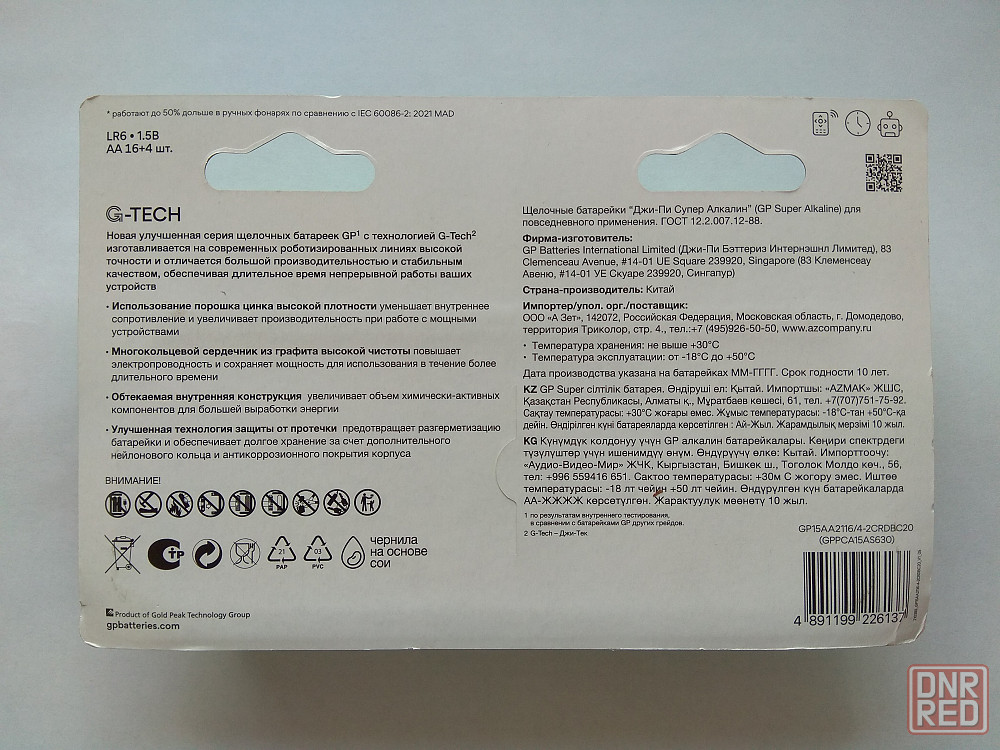 * работают до 50% дольше в ручных фонарях по сравнению с IEC 60086-2: 2021 MAD
LR6 • 1.5В
АА 16+4 шт.
G-TECH
Новая улучшенная серия щелочных батареек GP¹ с технологией G-Tech²
изготавливается на современных роботизированных линиях высокой
точности и отличается большой производительностью и стабильным
качеством, обеспечивая длительное время непрерывной работы ваших
устройств
• Использование порошка цинка высокой плотности уменьшает внутреннее
сопротивление и увеличивает производительность при работе с мощными
устройствами
• Многокольцевой сердечник из графита высокой чистоты повышает
электропроводность и сохраняет мощность для использования в течение более
длительного времени
• Обтекаемая внутренняя конструкция увеличивает объем химически-активных
компонентов для большей выработки энергии
• Улучшенная технология защиты от протечки предотвращает разгерметизацию
батарейки и обеспечивает долгое хранение за счет дополнительного
нейлонового кольца и антикоррозионного покрытия корпуса
ВНИМАНИЕ!
21
PAP
03
PVC
чернила
на основе
сои
Product of Gold Peak Technology Group
gpbatteries.com
Щелочные батарейки "Джи-Пи Супер Алкалин" (GP Super Alkaline) для
повседневного применения. ГОСТ 12.2.007.12-88.
Фирма-изготовитель:
GP Batteries International Limited (Джи-Пи Бэттериз Интернэшнл Лимитед), 83
Clemenceau Avenue, #14-01 UE Square 239920, Singapore (83 Клеменсеау
Авеню, #14-01 УЕ Скуаре 239920, Сингапур)
Страна-производитель: Китай
Импортер/упол. орг./поставщик:
ООО «А Зет», 142072, Российская Федерация, Московская область, г. Домодедово,
территория Триколор, стр. 4., тел.:+7 (495)926-50-50, www.azcompany.ru
• Температура хранения: не выше +30°C
• Температура эксплуатации: от -18°C до +50°C
Дата производства указана на батарейках ММ-ГГГГ. Срок годности 10 лет.
KZ GP Super сілтілік батарея. Өндіруші ел: Қытай. Импортшы: «AZMAK» ЖШС,
Қазақстан Республикасы, Алматы қ., Мұратбаев көшесі, 61, тел. +7(707)751-75-92.
Сақтау температурасы: +30°C жоғары емес. Жұмыс температурасы: -18°C-тан +50°C-қа
дейін. Өндірілген күні батареяларда көрсетілген : Ай-Жыл. Жарамдылық мерзімі 10 жыл.
KG Күнүмдүк колдонуу үчүн GP алкалин батарейкалары. Кеңири спектрдеги
түзүлүштөр үчүн ишенимдүү өнүм. Өндүрүүчү өлкө: Кытай. Импорттоочу:
«Аудио-Видео-Мир» ЖЧК, Кыргызстан, Бишкек ш., Тоголок Молдо көч., 56,
тел: +996 559416 651. Сактоо температурасы: +30м С жогору эмес. Иштөө
температурасы: -18 лт чейин +50 лт чейин. Өндүрүлгөн күн батарейкаларда
АА-ЖЖЖЖ көрсөтүлгөн. Жарактуулук мөөнөтү 10 жыл.
1 по результатам внутреннего тестирования,
в сравнении с батарейками GP других грейдов.
2 G-Tech – Джи-Тек.
GP15AA2116/4-2CRDBC20
(GPPCA15AS630)
4 891199 226137
DNR
RED